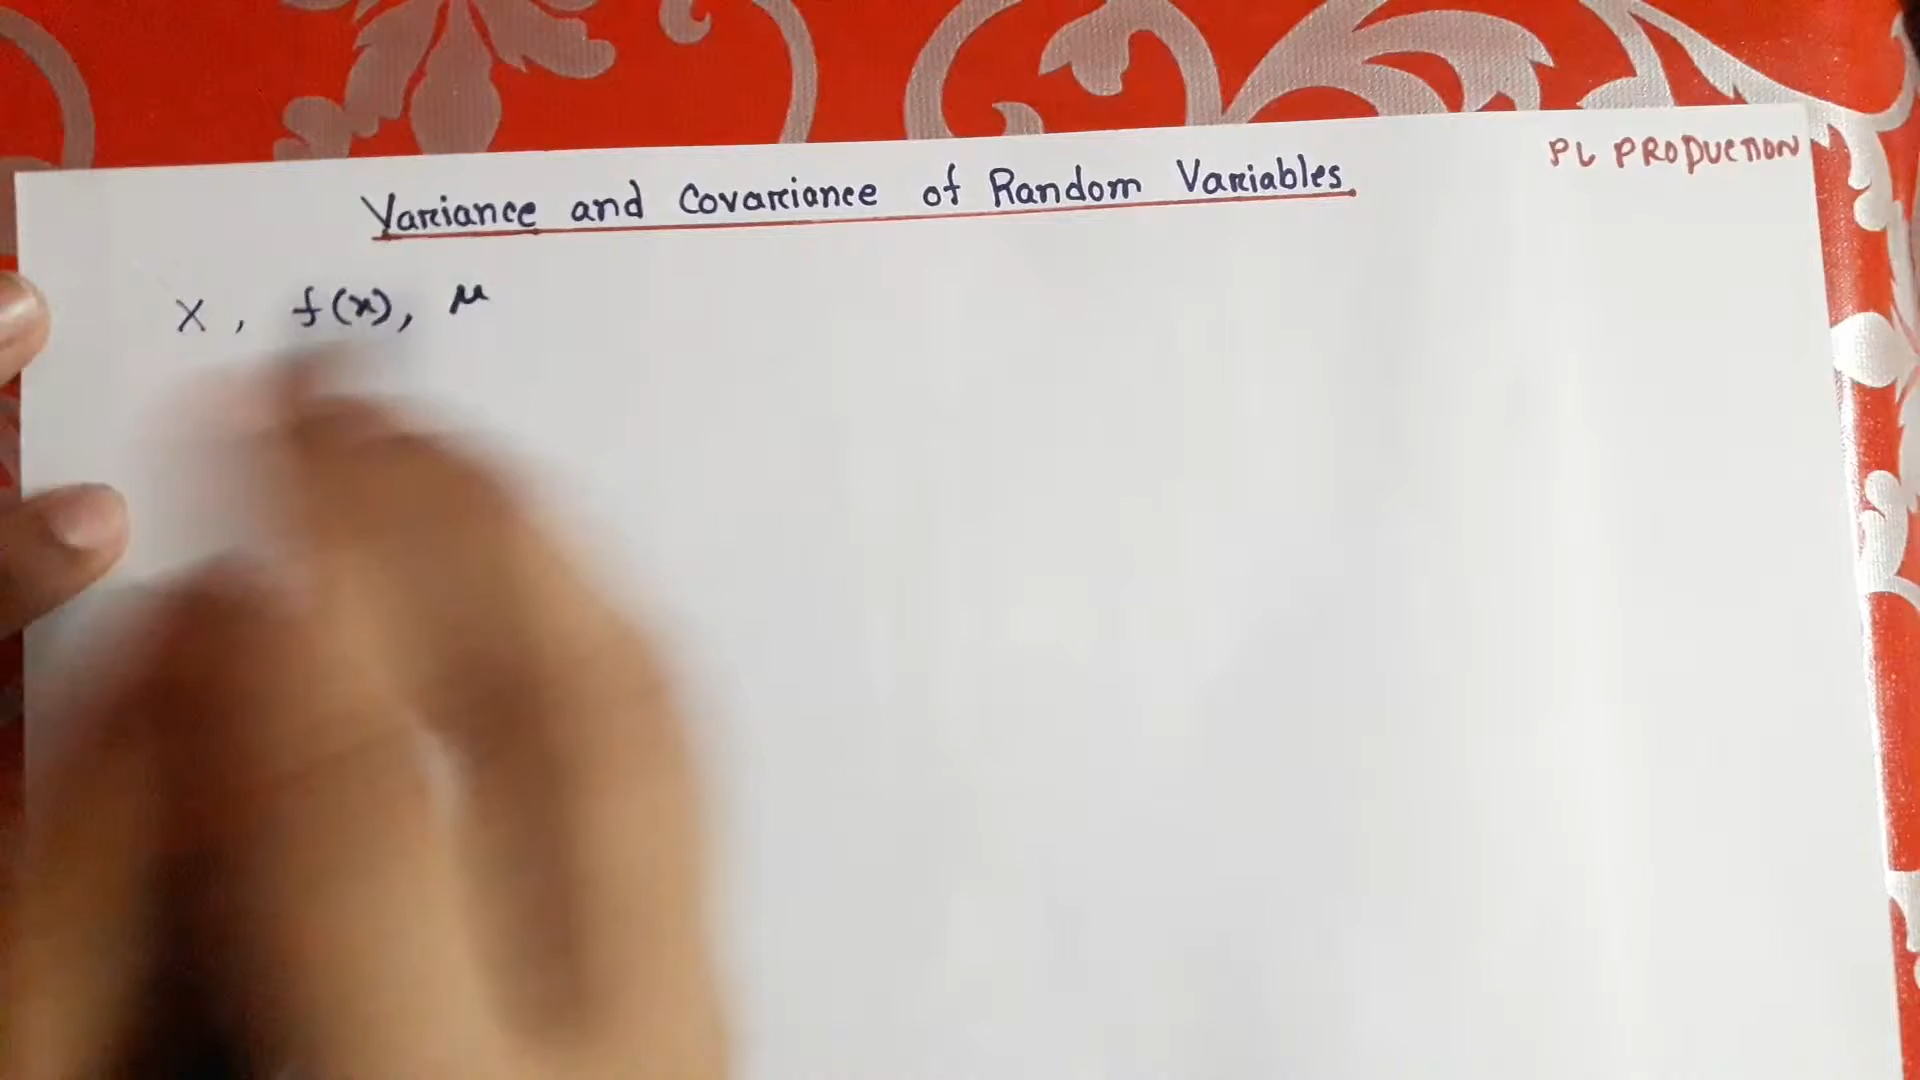 PL PRODUCTION
Variance and Covariance of Random Variables.
X, f(x), μ